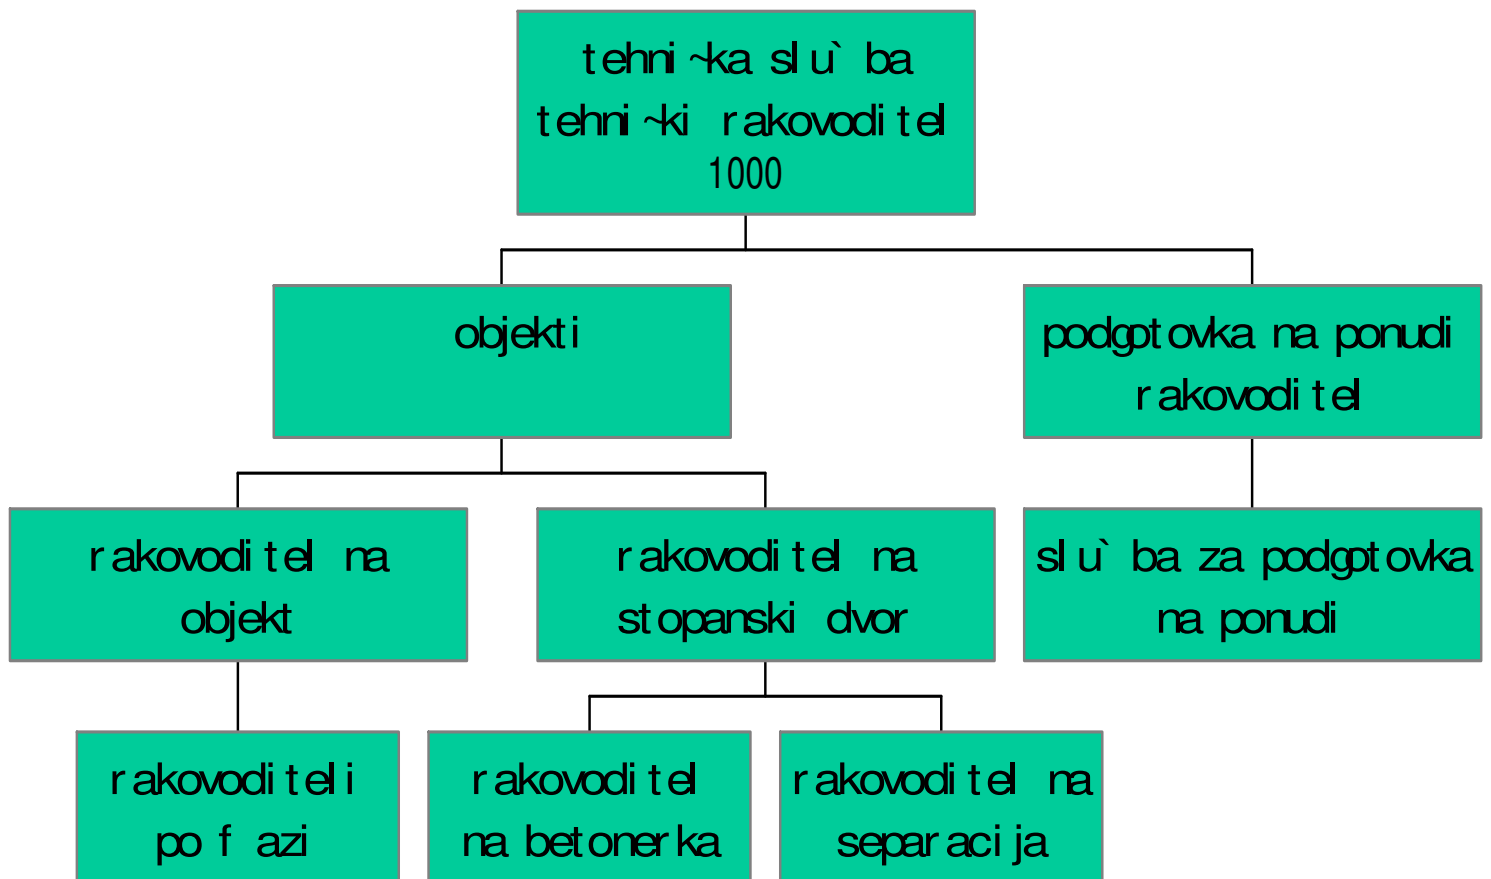 tehni~ka slu`ba
tehni~ki rakovoditel
1000
objekti
podgotovka na ponudi
rakovoditel
rakovoditel na
objekt
rakovoditel na
stopanski dvor
slu`ba za podgotovka
na ponudi
rakovoditeli
po fazi
rakovoditel
na betonerka
rakovoditel na
separacija